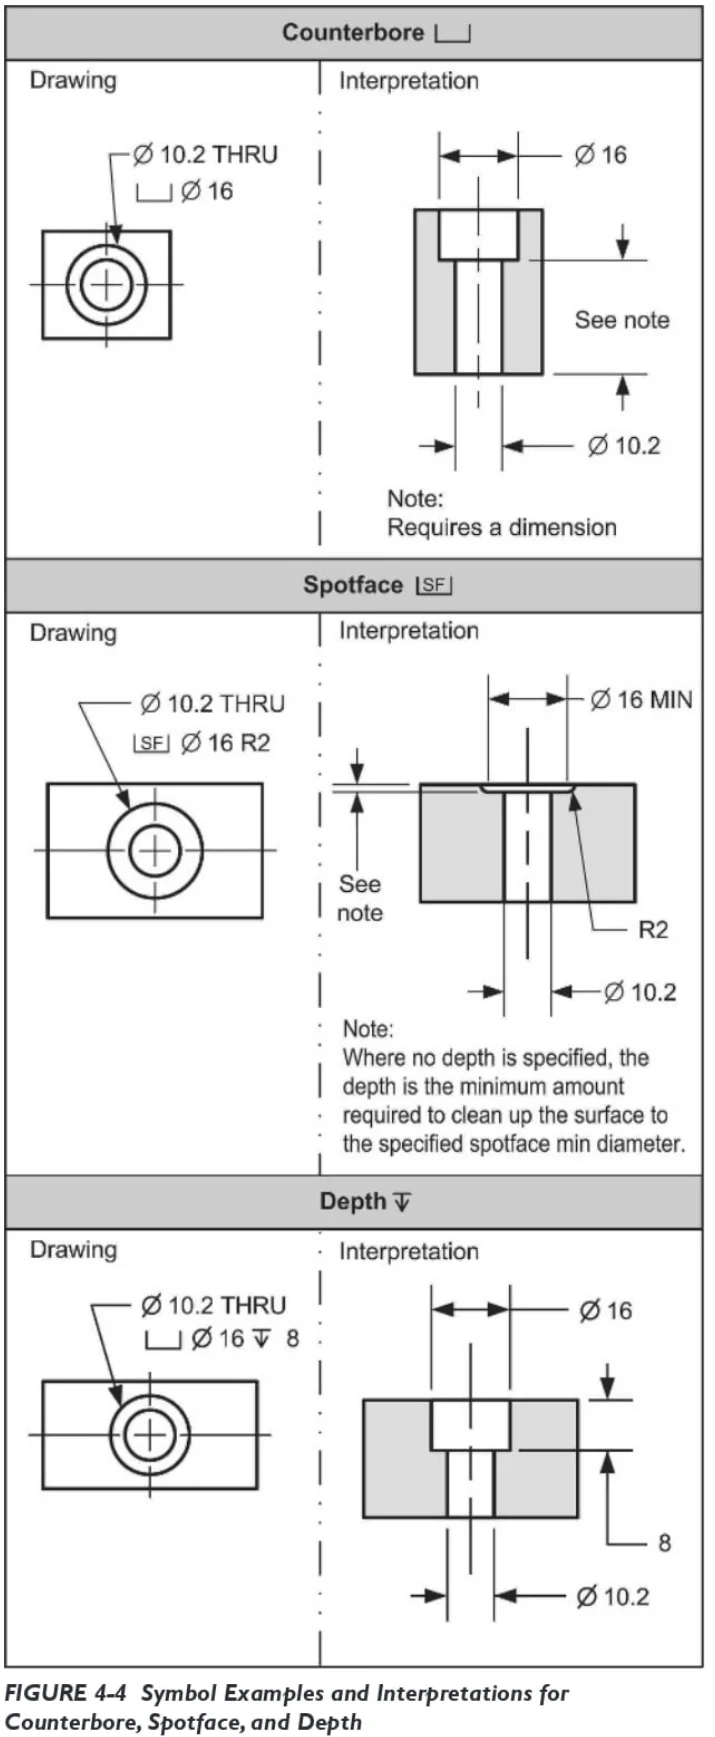 Counterbore ⌴
Drawing
Interpretation
Ø 10.2 THRU
⌴ Ø 16
Ø 16
See note
Ø 10.2
Note:
Requires a dimension
Spotface SF
Drawing
Interpretation
Ø 10.2 THRU
SF Ø 16 R2
Ø 16 MIN
See
note
R2
Ø 10.2
Note:
Where no depth is specified, the
depth is the minimum amount
required to clean up the surface to
the specified spotface min diameter.
Depth ↧
Drawing
Interpretation
Ø 10.2 THRU
⌴ Ø 16 ↧ 8
Ø 16
8
Ø 10.2
FIGURE 4-4 Symbol Examples and Interpretations for
Counterbore, Spotface, and Depth